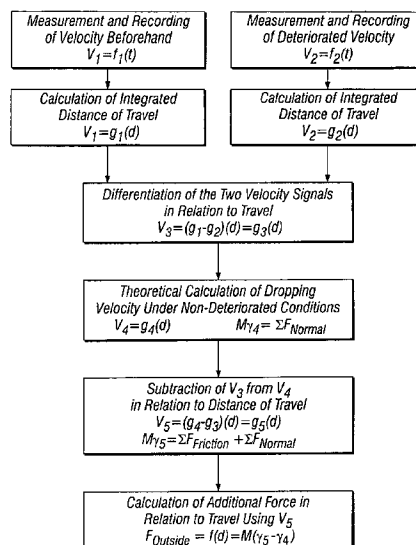 Measurement and Recording
of Velocity Beforehand
V₁=f₁(t)
Measurement and Recording
of Deteriorated Velocity
V₂=f₂(t)
Calculation of Integrated
Distance of Travel
V₁=g₁(d)
Calculation of Integrated
Distance of Travel
V₂=g₂(d)
Differentiation of the Two Velocity Signals
in Relation to Travel
V₃=(g₁-g₂)(d)=g₃(d)
Theoretical Calculation of Dropping
Velocity Under Non-Deteriorated Conditions
V₄=g₄(d) Mγ₄= ΣF_Normal
Subtraction of V₃ from V₄
in Relation to Distance of Travel
V₅=(g₄-g₃)(d)=g₅(d)
Mγ₅=ΣF_Friction +ΣF_Normal
Calculation of Additional Force in
Relation to Travel Using V₅
F_Outside = f(d)=M(γ₅-γ₄)